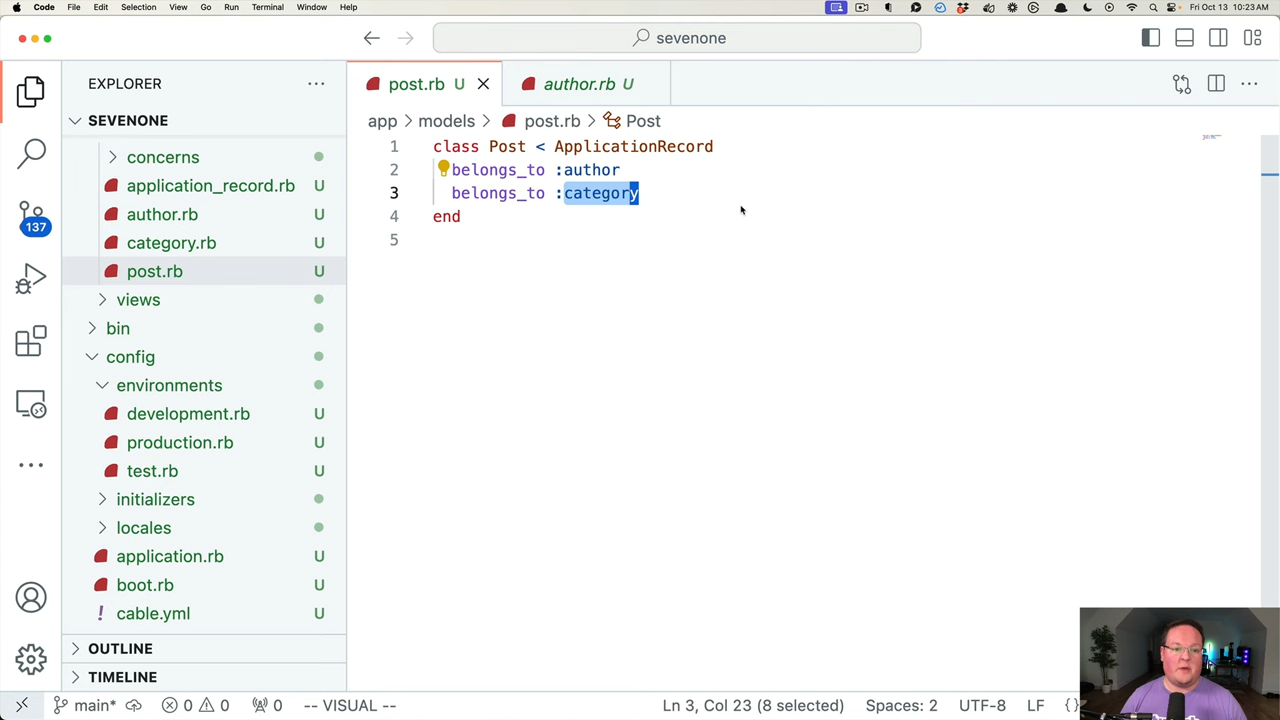 Code File Edit Selection View Go Run Terminal Window Help Fri Oct 13 10:23 AM
sevenone
EXPLORER
SEVENONE
concerns
application_record.rb U
author.rb U
category.rb U
post.rb U
views
bin
config
environments
development.rb U
production.rb U
test.rb U
initializers
locales
application.rb U
boot.rb U
cable.yml U
OUTLINE
TIMELINE
137
post.rb U
author.rb U
app > models > post.rb > Post
1 class Post < ApplicationRecord
2 belongs_to :author
3 belongs_to :category
4 end
5
main* 0 0 0 -- VISUAL -- Ln 3, Col 23 (8 selected) Spaces: 2 UTF-8 LF {}